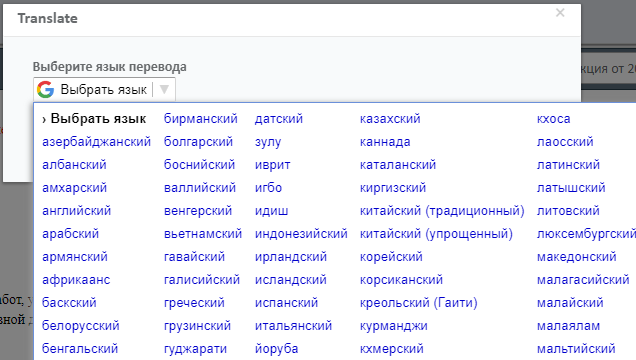 Translate
×
Выберите язык перевода
Выбрать язык
кция от 20
› Выбрать язык
азербайджанский
албанский
амхарский
английский
арабский
армянский
африкаанс
баскский
белорусский
бенгальский
бирманский
болгарский
боснийский
валлийский
венгерский
вьетнамский
гавайский
галисийский
греческий
грузинский
гуджарати
датский
зулу
иврит
игбо
идиш
индонезийский
ирландский
исландский
испанский
итальянский
йоруба
казахский
каннада
каталанский
киргизский
китайский (традиционный)
китайский (упрощенный)
корейский
корсиканский
креольский (Гаити)
курманджи
кхмерский
кхоса
лаосский
латинский
латышский
литовский
люксембургский
македонский
малагасийский
малайский
малаялам
мальтийский
абот, у
вной д